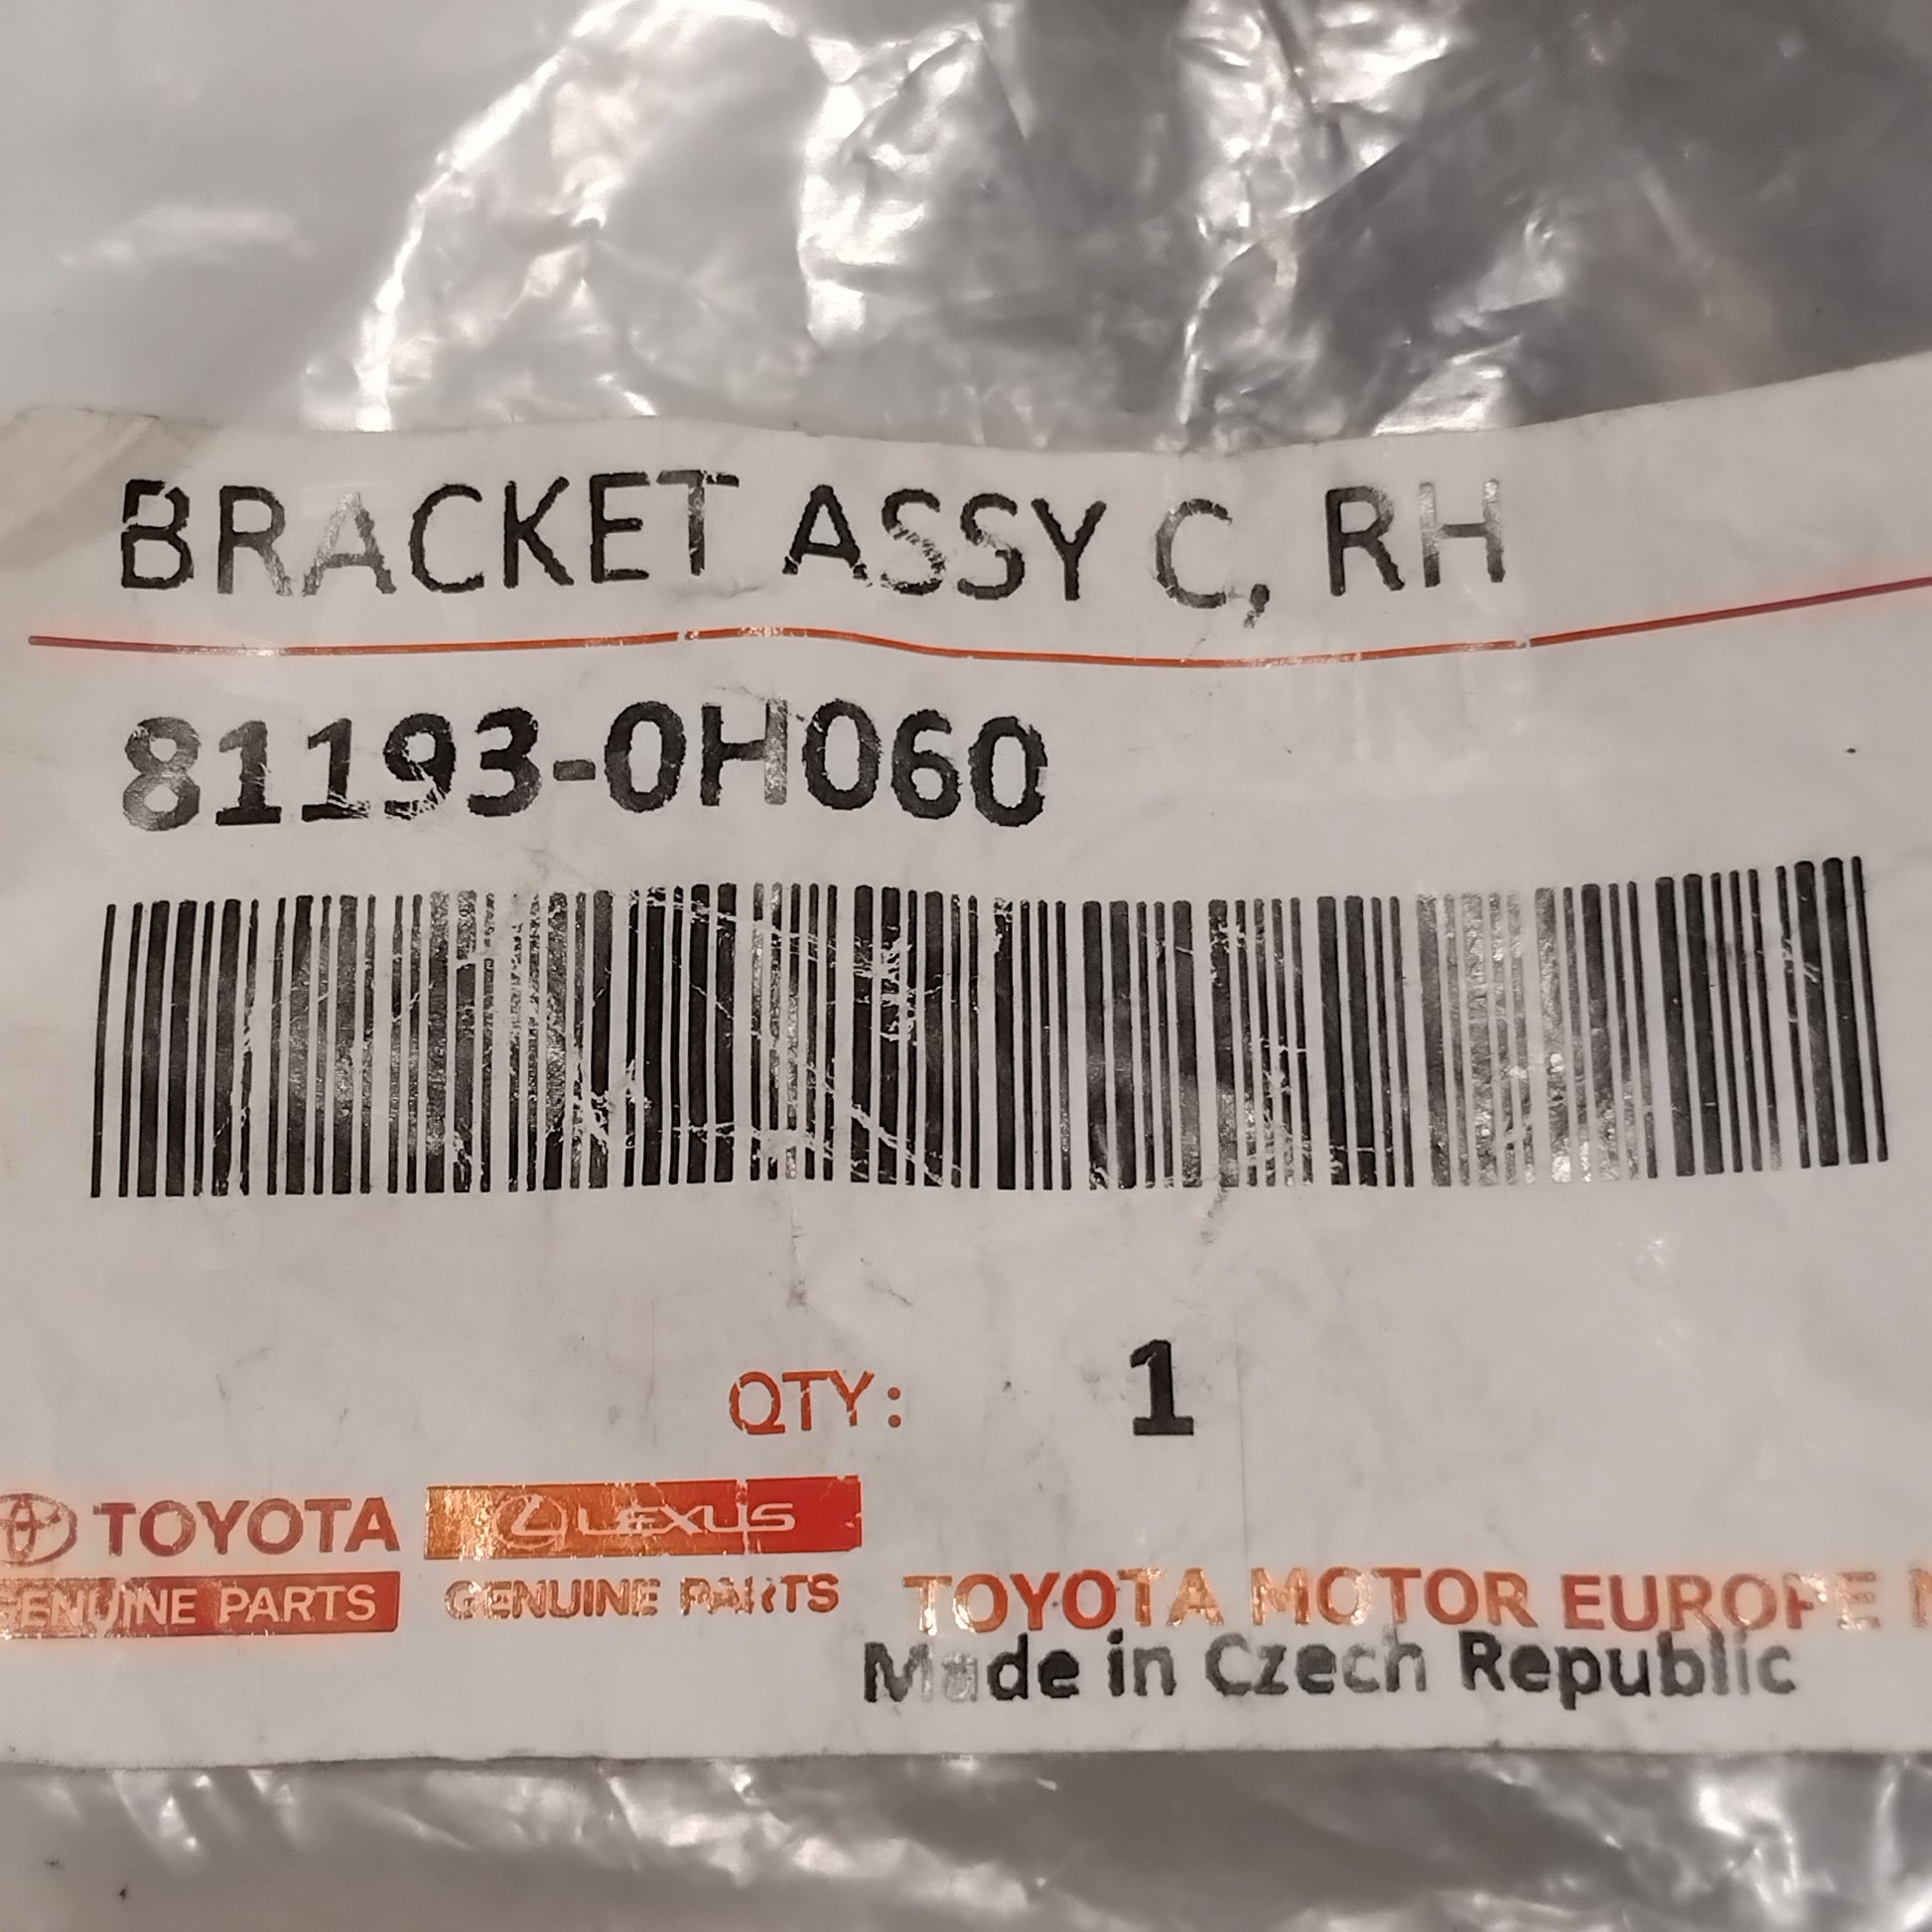 BRACKET ASSY C, RH
81193-0H060
QTY: 1
TOYOTA
GENUINE PARTS
LEXUS
GENUINE PARTS
TOYOTA MOTOR EUROPE
Made in Czech Republic